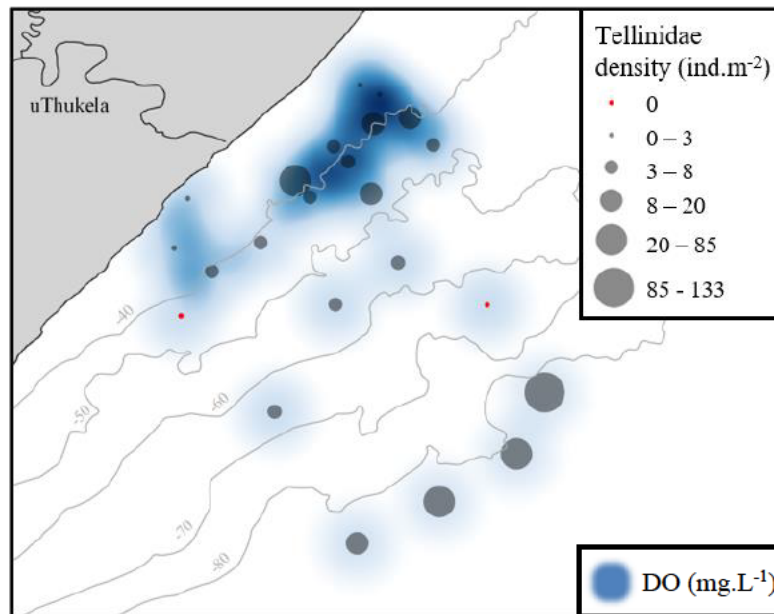 Tellinidae
density (ind.m-2)
0
0 – 3
3 – 8
8 – 20
20 – 85
85 - 133
uThukela
-40
-50
-60
-70
-80
DO (mg.L-1)